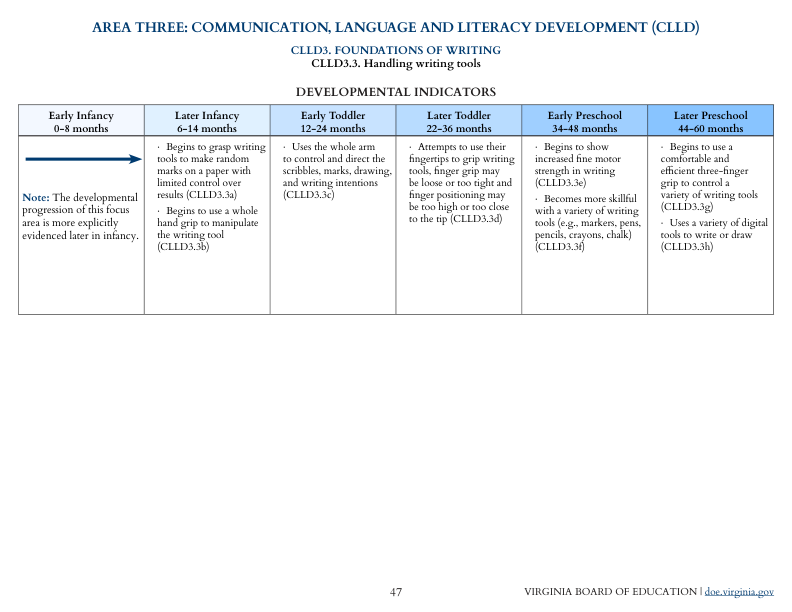 AREA THREE: COMMUNICATION, LANGUAGE AND LITERACY DEVELOPMENT (CLLD)
CLLD3. FOUNDATIONS OF WRITING
CLLD3.3. Handling writing tools
DEVELOPMENTAL INDICATORS
Early Infancy
0–8 months
Note: The developmental
progression of this focus
area is more explicitly
evidenced later in infancy.
Later Infancy
6–14 months
· Begins to grasp writing
tools to make random
marks on a paper with
limited control over
results (CLLD3.3a)
· Begins to use a whole
hand grip to manipulate
the writing tool
(CLLD3.3b)
Early Toddler
12–24 months
· Uses the whole arm
to control and direct the
scribbles, marks, drawing,
and writing intentions
(CLLD3.3c)
Later Toddler
22–36 months
· Attempts to use their
fingertips to grip writing
tools, finger grip may
be loose or too tight and
finger positioning may
be too high or too close
to the tip (CLLD3.3d)
Early Preschool
34–48 months
· Begins to show
increased fine motor
strength in writing
(CLLD3.3e)
· Becomes more skillful
with a variety of writing
tools (e.g., markers, pens,
pencils, crayons, chalk)
(CLLD3.3f)
Later Preschool
44–60 months
· Begins to use a
comfortable and
efficient three-finger
grip to control a
variety of writing tools
(CLLD3.3g)
· Uses a variety of digital
tools to write or draw
(CLLD3.3h)
47
VIRGINIA BOARD OF EDUCATION | doe.virginia.gov